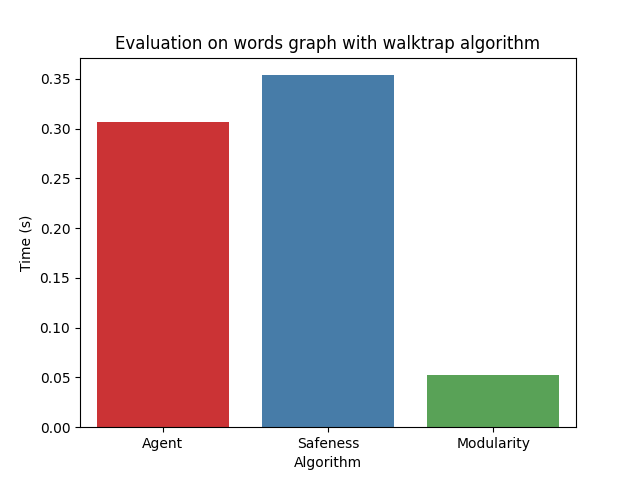 Evaluation on words graph with walktrap algorithm
0.35
0.30
0.25
0.20
0.15
0.10
0.05
0.00
Time (s)
Agent
Safeness
Modularity
Algorithm